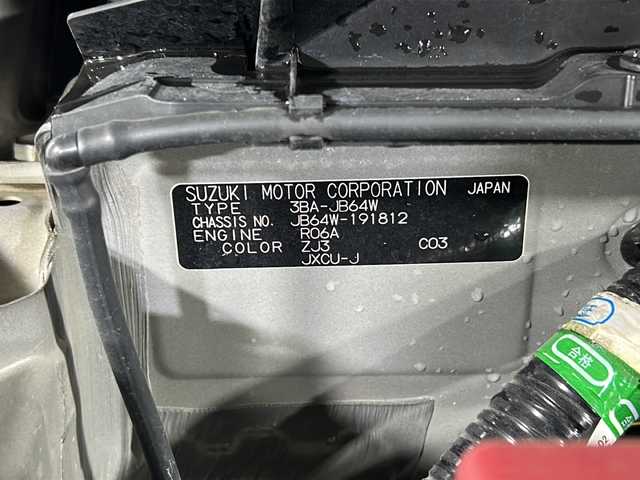 SUZUKI MOTOR CORPORATION JAPAN
TYPE 3BA-JB64W
CHASSIS NO. JB64W-191812
ENGINE R06A
COLOR ZJ3 C03
JXCU-J
合格